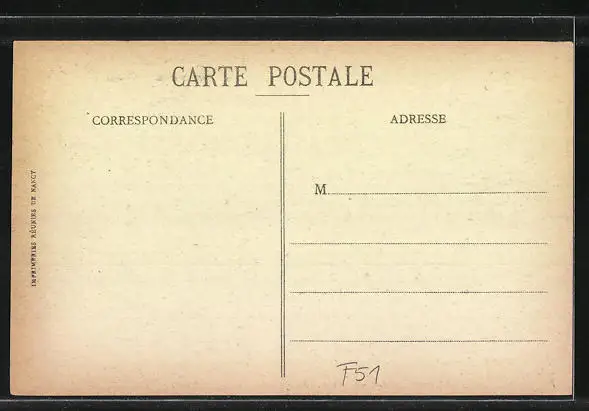 CARTE POSTALE
CORRESPONDANCE
ADRESSE
M
IMPRIMERIES RÉUNIES DE NANCY
F51